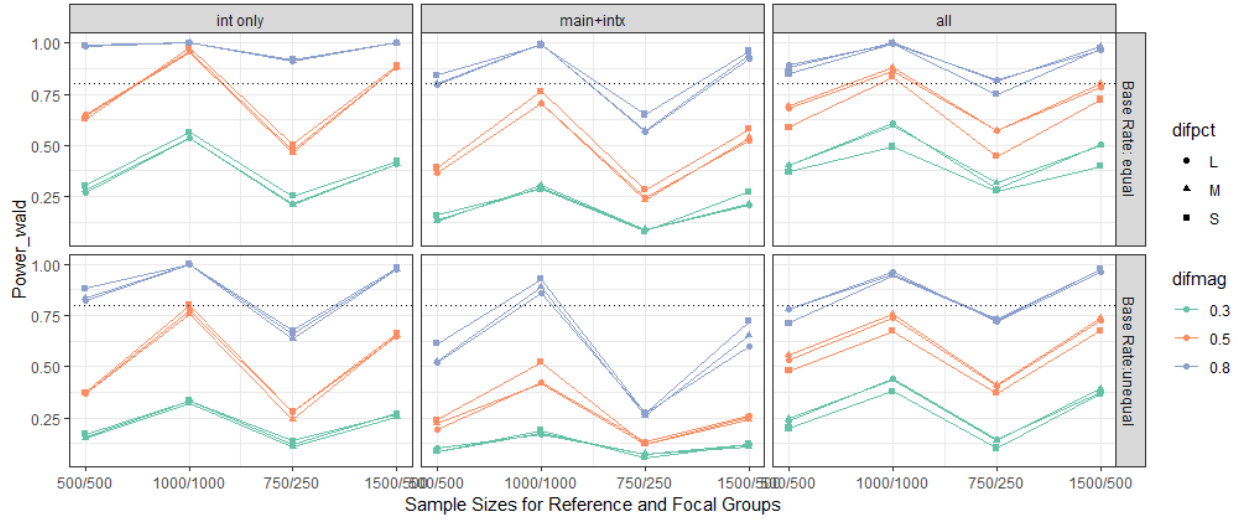 int only
main+intx
all
1.00
0.75
0.50
0.25
Base Rate: equal
1.00
0.75
0.50
0.25
Base Rate:unequal
Power_wald
500/500
1000/1000
750/250
1500/500
500/500
1000/1000
750/250
1500/500
500/500
1000/1000
750/250
1500/500
Sample Sizes for Reference and Focal Groups
difpct
L
M
S
difmag
0.3
0.5
0.8